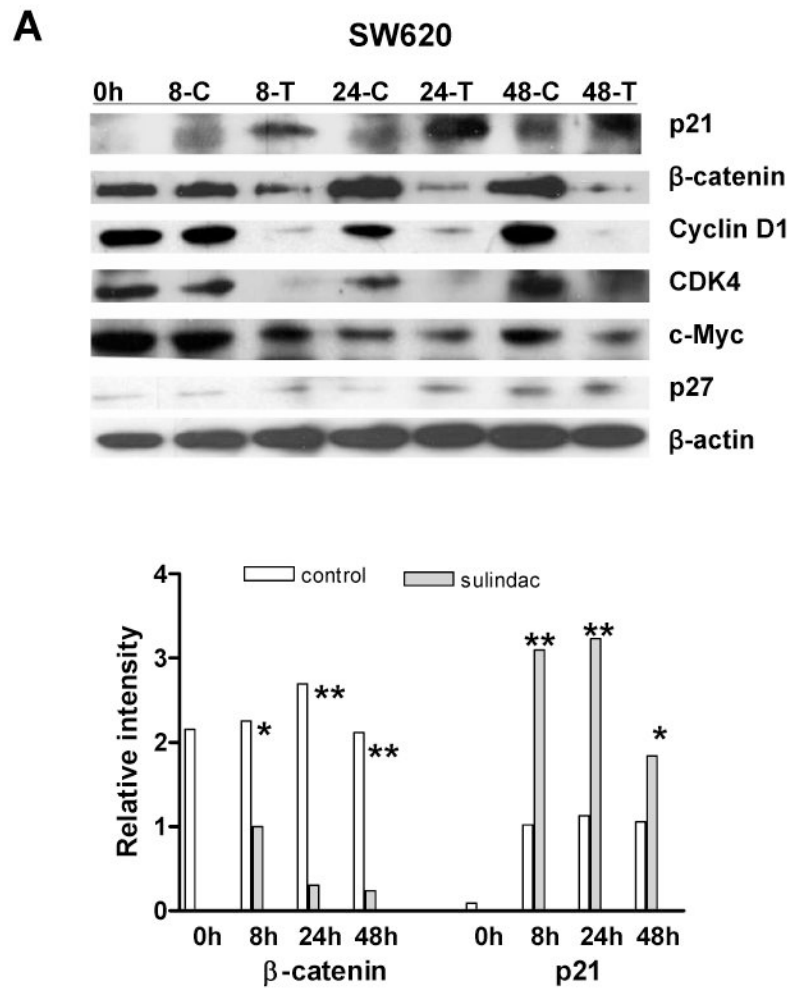 A
SW620
0h 8-C 8-T 24-C 24-T 48-C 48-T
p21
β-catenin
Cyclin D1
CDK4
c-Myc
p27
β-actin
control sulindac
4
3
2
1
0
Relative intensity
* ** ** ** ** *
0h 8h 24h 48h 0h 8h 24h 48h
β-catenin p21